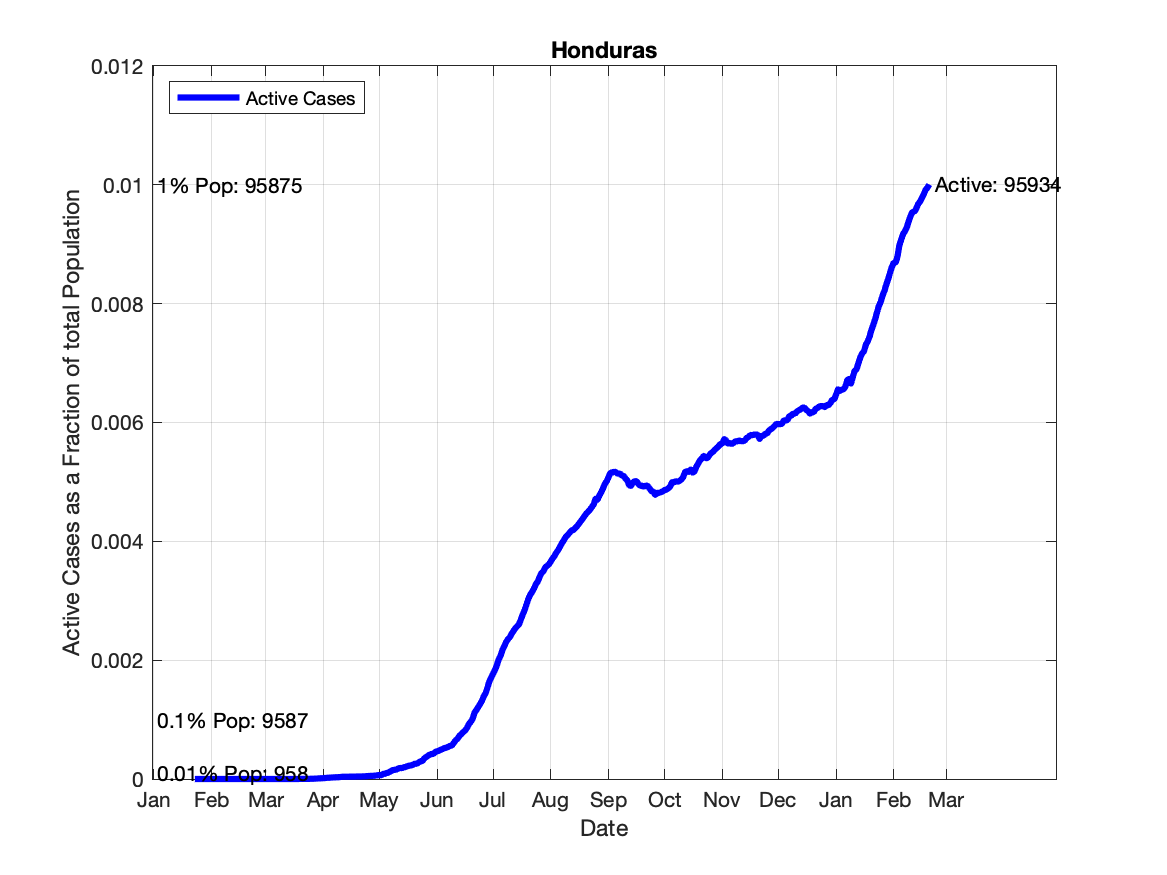 Honduras
0.012
Active Cases
0.01
1% Pop: 95875
Active: 95934
0.008
0.006
0.004
0.002
0.1% Pop: 9587
0.01% Pop: 958
0
Active Cases as a Fraction of total Population
Jan Feb Mar Apr May Jun Jul Aug Sep Oct Nov Dec Jan Feb Mar
Date